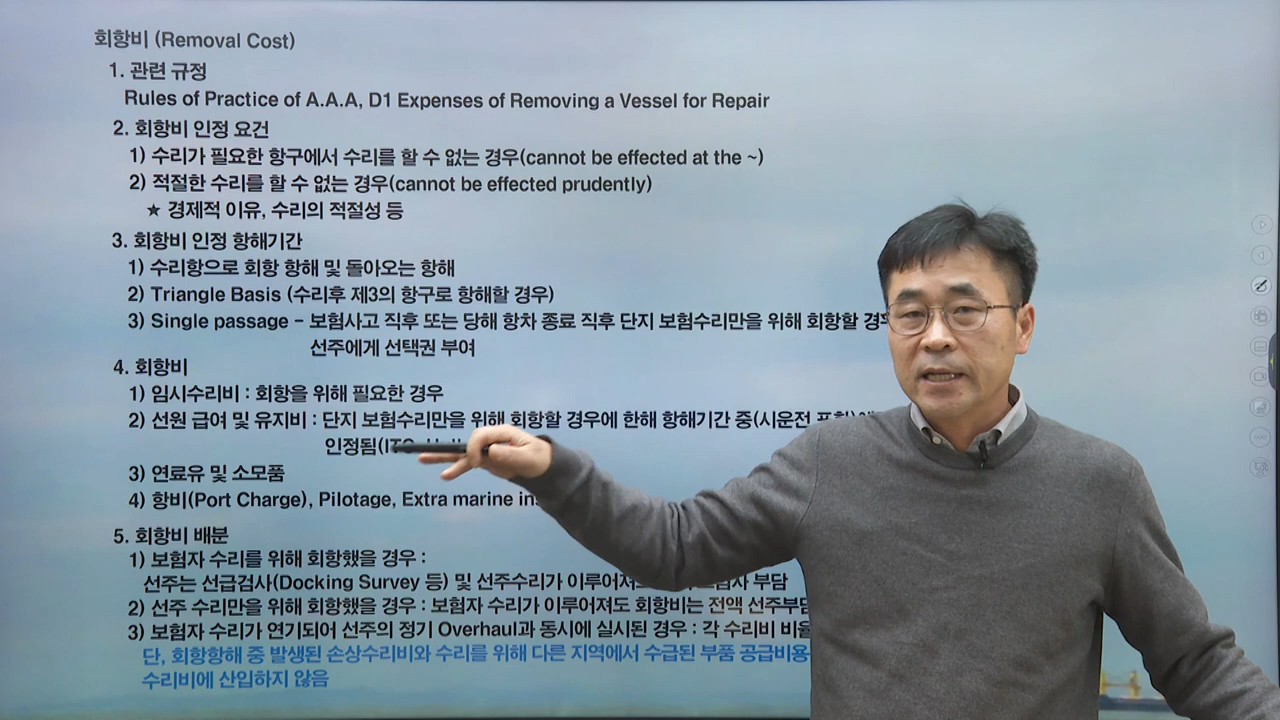 회항비 (Removal Cost)
1. 관련 규정
Rules of Practice of A.A.A, D1 Expenses of Removing a Vessel for Repair
2. 회항비 인정 요건
1) 수리가 필요한 항구에서 수리를 할 수 없는 경우(cannot be effected at the ~)
2) 적절한 수리를 할 수 없는 경우(cannot be effected prudently)
★ 경제적 이유, 수리의 적절성 등
3. 회항비 인정 항해기간
1) 수리항으로 회항 항해 및 돌아오는 항해
2) Triangle Basis (수리후 제3의 항구로 항해할 경우)
3) Single passage – 보험사고 직후 또는 당해 항차 종료 직후 단지 보험수리만을 위해 회항할
선주에게 선택권 부여
4. 회항비
1) 임시수리비 : 회항을 위해 필요한 경우
2) 선원 급여 및 유지비 : 단지 보험수리만을 위해 회항할 경우에 한해 항해기간 중(시운전
인정됨
3) 연료유 및 소모품
4) 항비(Port Charge), Pilotage, Extra marine
5. 회항비 배분
1) 보험자 수리를 위해 회항했을 경우 :
선주는 선급검사(Docking Survey 등) 및 선주수리가 부담
2) 선주 수리만을 위해 회항했을 경우 : 보험자 수리가 이루어져도 회항비는 전액 선주부담
3) 보험자 수리가 연기되어 선주의 정기 Overhaul과 동시에 실시된 경우 : 각 수리비
단, 회항항해 중 발생된 손상수리비와 수리를 위해 다른 지역에서 수급된 부품 공급비용
수리비에 산입하지 않음